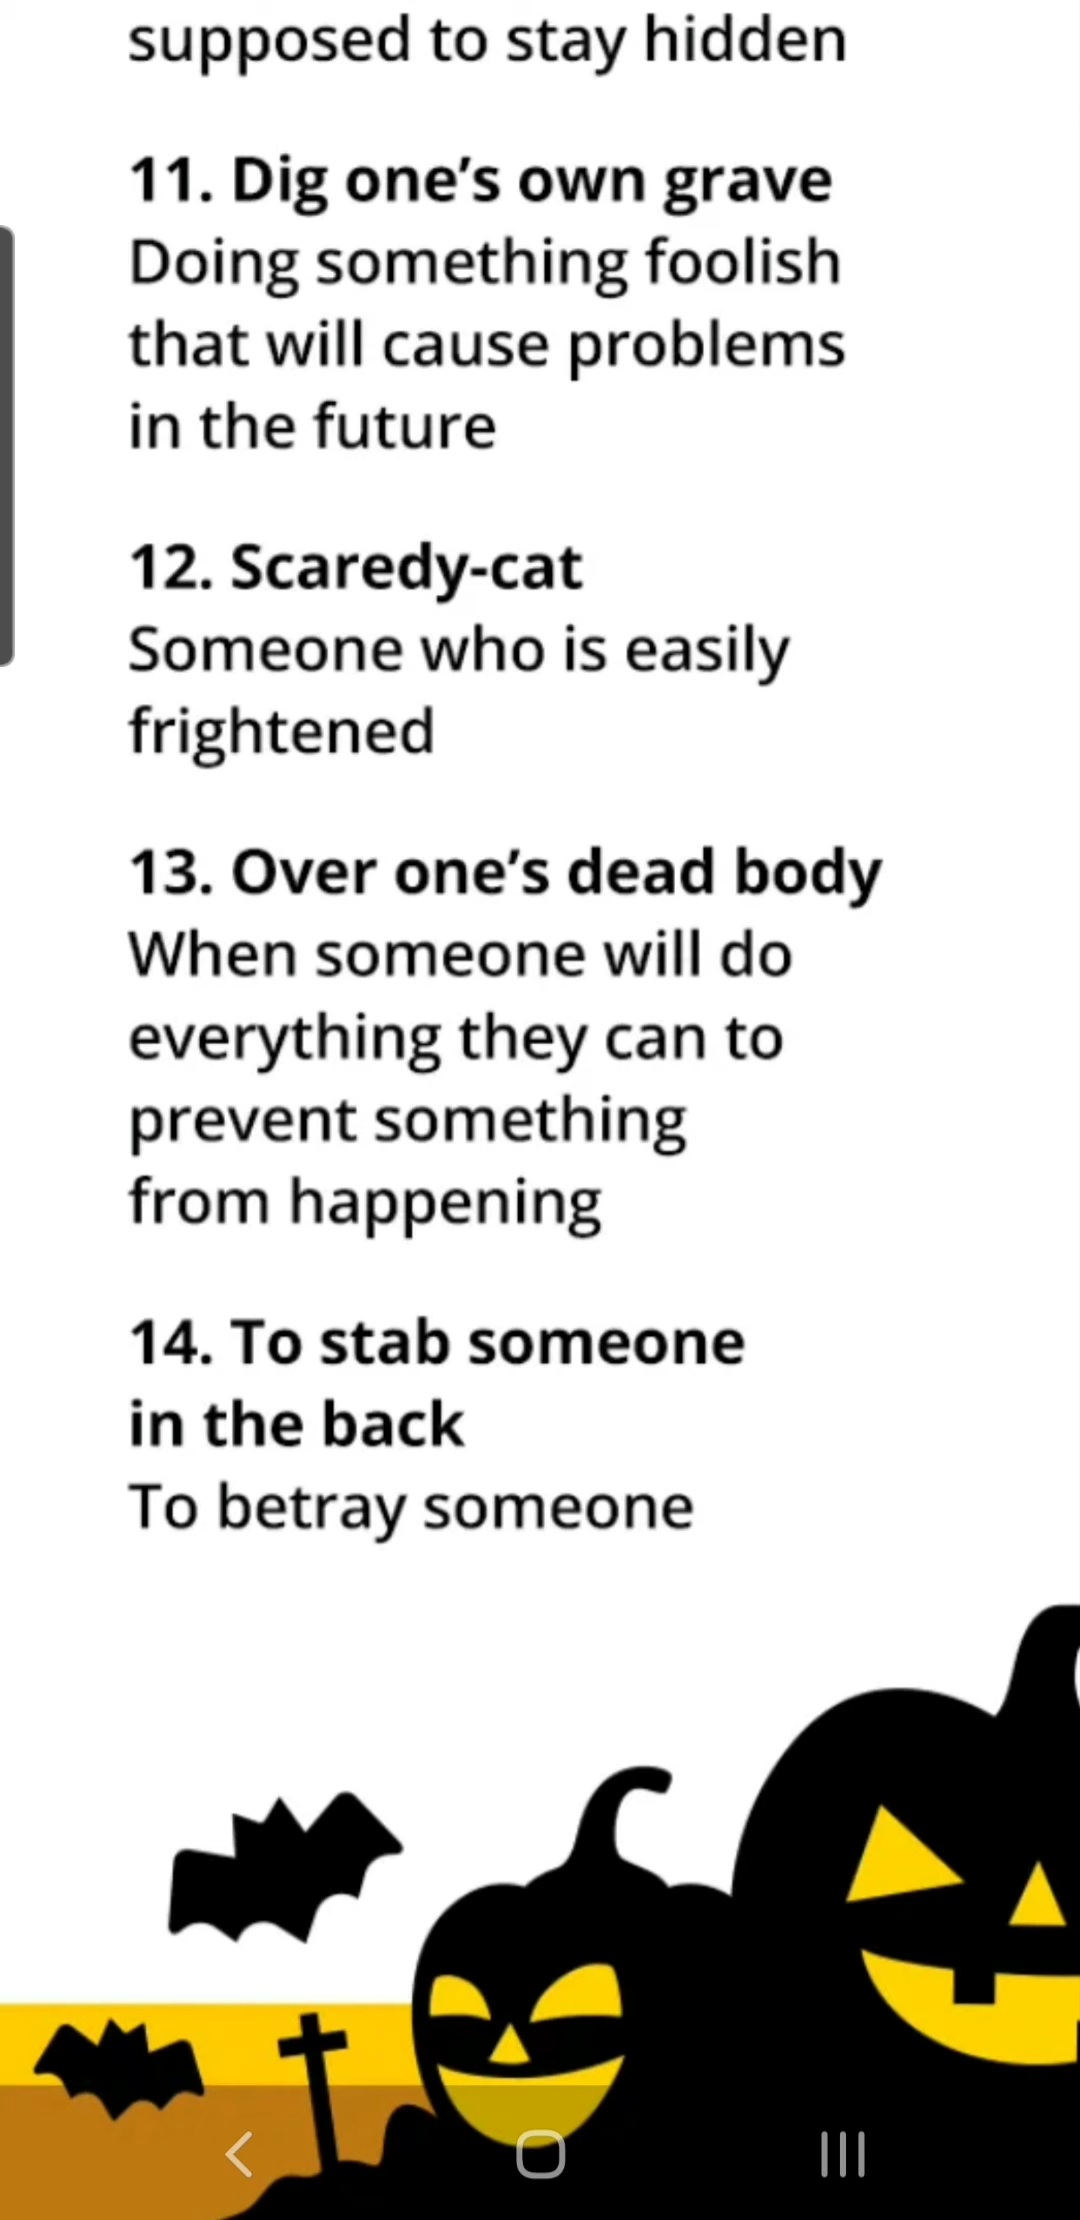 supposed to stay hidden
11. Dig one’s own grave
Doing something foolish
that will cause problems
in the future
12. Scaredy-cat
Someone who is easily
frightened
13. Over one’s dead body
When someone will do
everything they can to
prevent something
from happening
14. To stab someone
in the back
To betray someone